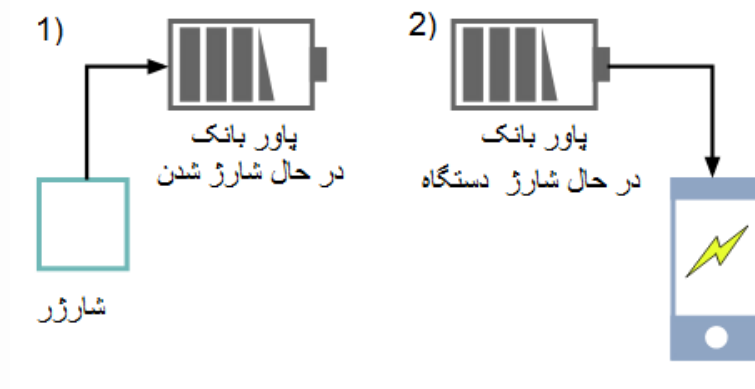 1)
پاور بانک
در حال شارژ شدن
شارژر
2)
پاور بانک
در حال شارژ دستگاه